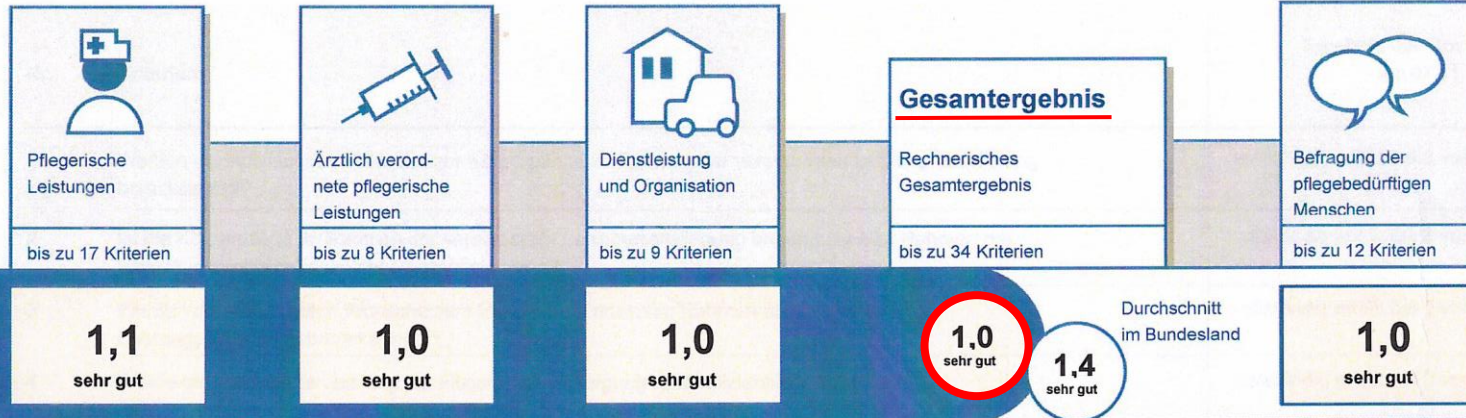 Pflegerische
Leistungen
bis zu 17 Kriterien
1,1
sehr gut
Ärztlich verord-
nete pflegerische
Leistungen
bis zu 8 Kriterien
1,0
sehr gut
Dienstleistung
und Organisation
bis zu 9 Kriterien
1,0
sehr gut
Gesamtergebnis
Rechnerisches
Gesamtergebnis
bis zu 34 Kriterien
1,0
sehr gut
1,4
sehr gut
Durchschnitt
im Bundesland
Befragung der
pflegebedürftigen
Menschen
bis zu 12 Kriterien
1,0
sehr gut